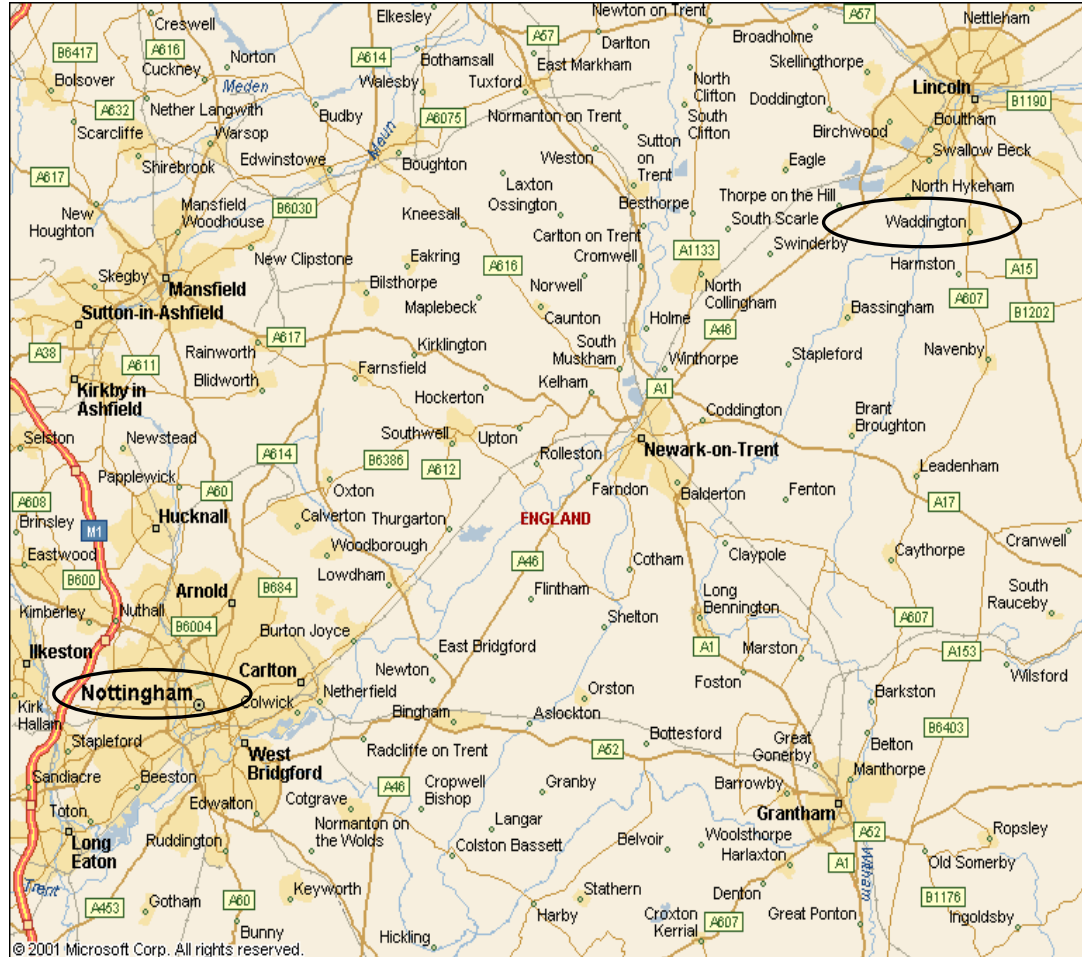 Creswell
Elkesley
Newton on Trent
A57
Nettleham
B6417
A616
Norton
A614
Bothamsall
A57
Darlton
Broadholme
Cuckney
East Markham
Skellingthorpe
Bolsover
Meden
Walesby
Tuxford
North
Clifton
Lincoln
A632
Nether Langwith
Budby
A6075
Normanton on Trent
South
Clifton
Doddington
B1190
Scarcliffe
Warsop
Meun
Birchwood
Boultham
Shirebrook
Edwinstowe
Boughton
Weston
Sutton
on
Trent
Eagle
Swallow Beck
A617
Laxton
Thorpe on the Hill
North Hykeham
New
Houghton
Mansfield
Woodhouse
B6030
Kneesall
Ossington
Besthorpe
South Scarle
Waddington
Carlton on Trent
A1133
Swinderby
New Clipstone
Eakring
A616
Cromwell
Harmston
A15
Skegby
Mansfield
Bilsthorpe
Norwell
North
Collingham
A607
Maplebeck
Bassingham
B1202
Sutton-in-Ashfield
Caunton
Holme
A46
A38
A617
Kirklington
South
Muskham
Rainworth
Winthorpe
Stapleford
Navenby
A611
Farnsfield
Blidworth
Kelham
A1
Kirkby in
Ashfield
Hockerton
Coddington
Brant
Broughton
Selston
Newstead
Southwell
Upton
Newark-on-Trent
A614
B6386
A612
Rolleston
Leadenham
Papplewick
A60
Oxton
Farndon
Balderton
Fenton
A608
A17
Brinsley
Hucknall
Calverton
Thurgarton
ENGLAND
M1
Cranwell
Eastwood
Woodborough
A46
Cotham
Claypole
Caythorpe
B600
Arnold
B684
Lowdham
Flintham
South
Rauceby
Kimberley
Nuthall
B6004
Long
Bennington
A607
Burton Joyce
Shelton
Ilkeston
East Bridgford
A1
Marston
A153
Carlton
Newton
Foston
Wilsford
Nottingham
Netherfield
Orston
Barkston
Kirk
Hallam
Colwick
Bingham
Aslockton
B6403
Stapleford
West
Bridgford
Radcliffe on Trent
A52
Bottesford
Great
Gonerby
Belton
Sandiacre
Beeston
A46
Cropwell
Bishop
Granby
Barrowby
Manthorpe
Toton
Edwalton
Cotgrave
Grantham
Long
Eaton
Ruddington
Normanton on
the Wolds
Langar
Belvoir
Woolsthorpe
A52
Ropsley
Colston Bassett
Harlaxton
A1
Witham
Old Somerby
Trent
Keyworth
Stathern
Denton
B1176
A453
Gotham
A60
Harby
Croxton
Kerrial
A607
Great Ponton
Ingoldsby
Bunny
Hickling
© 2001 Microsoft Corp. All rights reserved.